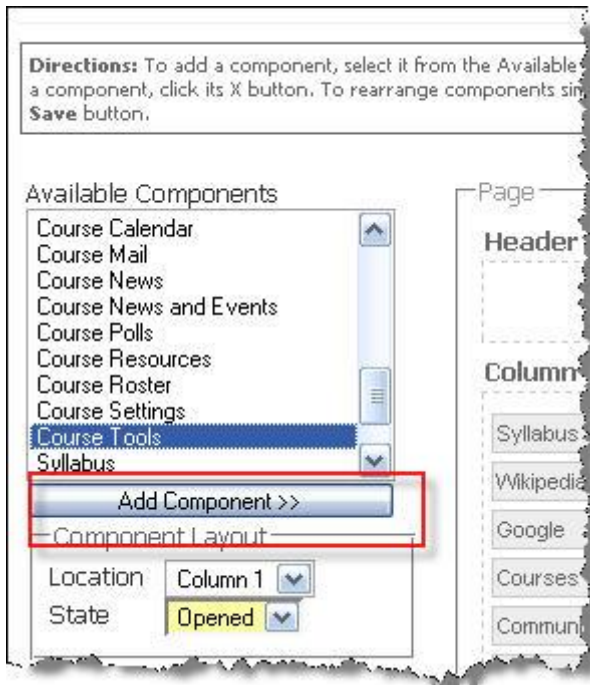 Directions: To add a component, select it from the Available
a component, click its X button. To rearrange components
Save button.
Available Components
Course Calendar
Course Mail
Course News
Course News and Events
Course Polls
Course Resources
Course Roster
Course Settings
Course Tools
Syllabus
Add Component >>
Component Layout
Location Column 1
State Opened
Page
Header
Column
Syllabus
Wikipedia
Google
Courses